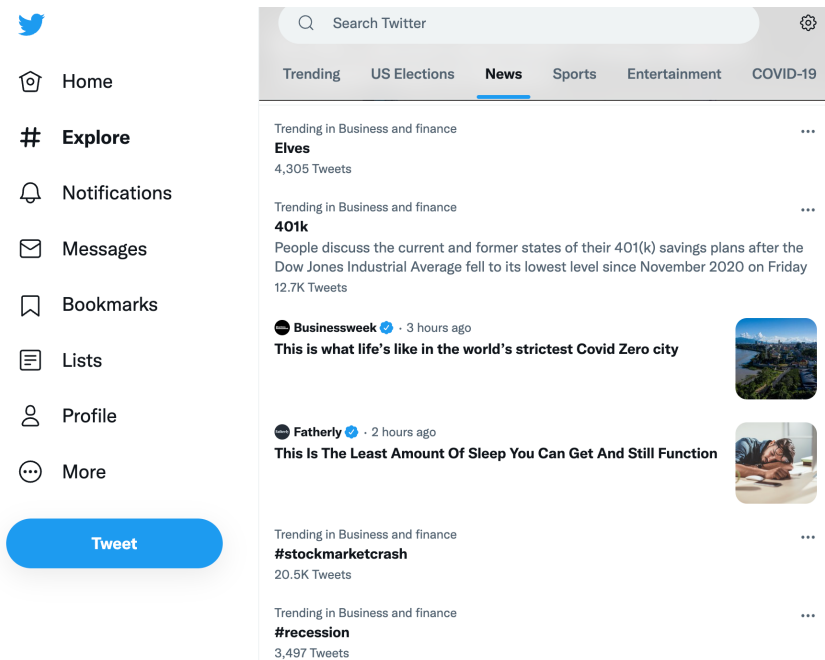 Home
Explore
Notifications
Messages
Bookmarks
Lists
Profile
More
Tweet
Search Twitter
Trending US Elections News Sports Entertainment COVID-19
Trending in Business and finance
Elves
4,305 Tweets
Trending in Business and finance
401k
People discuss the current and former states of their 401(k) savings plans after the
Dow Jones Industrial Average fell to its lowest level since November 2020 on Friday
12.7K Tweets
Businessweek · 3 hours ago
This is what life's like in the world's strictest Covid Zero city
Fatherly · 2 hours ago
This Is The Least Amount Of Sleep You Can Get And Still Function
Trending in Business and finance
#stockmarketcrash
20.5K Tweets
Trending in Business and finance
#recession
3,497 Tweets